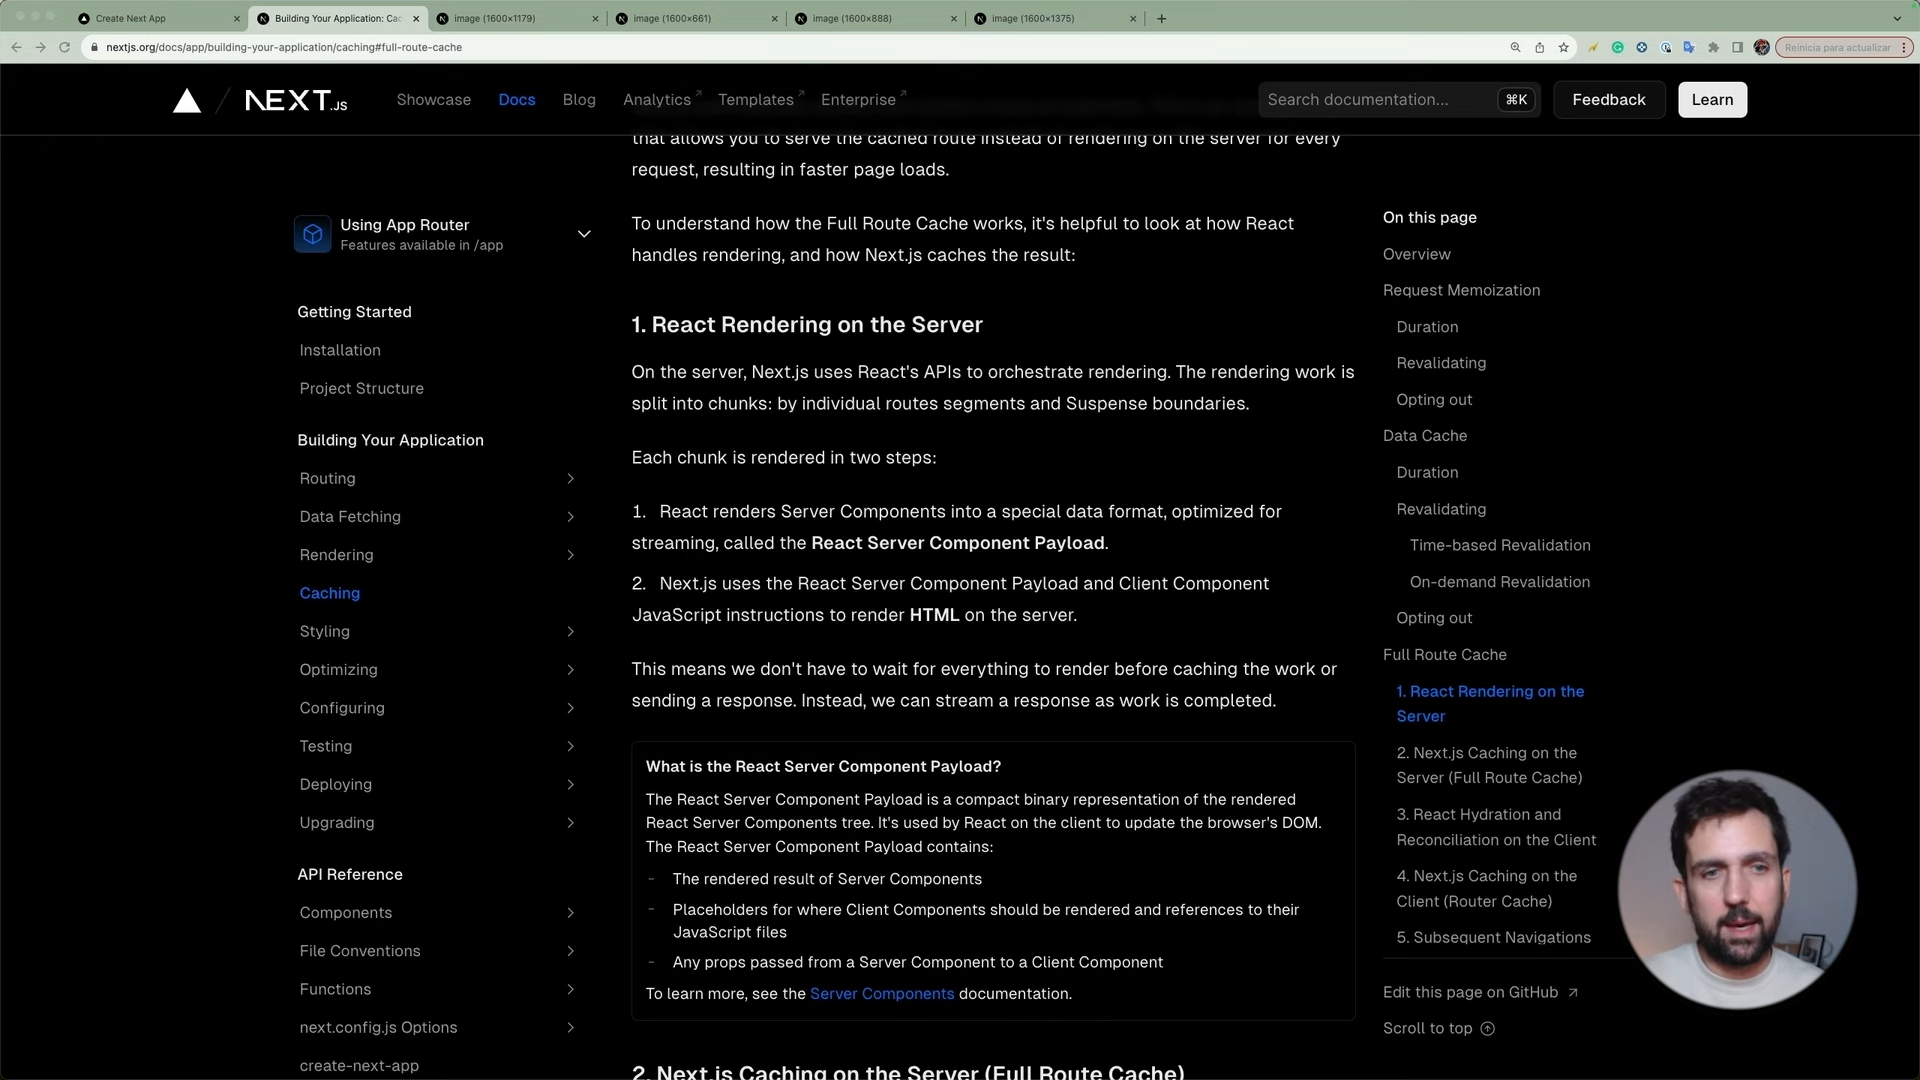 Create Next App
Building Your Application: Cac
image (1600×1179)
image (1600×661)
image (1600×888)
image (1600×1375)
nextjs.org/docs/app/building-your-application/caching#full-route-cache
Reinicia para actualizar
NEXT.JS
Showcase
Docs
Blog
Analytics
Templates
Enterprise
Search documentation...
⌘K
Feedback
Learn
Using App Router
Features available in /app
Getting Started
Installation
Project Structure
Building Your Application
Routing
Data Fetching
Rendering
Caching
Styling
Optimizing
Configuring
Testing
Deploying
Upgrading
API Reference
Components
File Conventions
Functions
next.config.js Options
create-next-app
that allows you to serve the cached route instead of rendering on the server for every
request, resulting in faster page loads.
To understand how the Full Route Cache works, it's helpful to look at how React
handles rendering, and how Next.js caches the result:
1. React Rendering on the Server
On the server, Next.js uses React's APIs to orchestrate rendering. The rendering work is
split into chunks: by individual routes segments and Suspense boundaries.
Each chunk is rendered in two steps:
1. React renders Server Components into a special data format, optimized for
streaming, called the React Server Component Payload.
2. Next.js uses the React Server Component Payload and Client Component
JavaScript instructions to render HTML on the server.
This means we don't have to wait for everything to render before caching the work or
sending a response. Instead, we can stream a response as work is completed.
What is the React Server Component Payload?
The React Server Component Payload is a compact binary representation of the rendered
React Server Components tree. It's used by React on the client to update the browser's DOM.
The React Server Component Payload contains:
- The rendered result of Server Components
- Placeholders for where Client Components should be rendered and references to their
JavaScript files
- Any props passed from a Server Component to a Client Component
To learn more, see the Server Components documentation.
2. Next.js Caching on the Server (Full Route Cache)
On this page
Overview
Request Memoization
Duration
Revalidating
Opting out
Data Cache
Duration
Revalidating
Time-based Revalidation
On-demand Revalidation
Opting out
Full Route Cache
1. React Rendering on the
Server
2. Next.js Caching on the
Server (Full Route Cache)
3. React Hydration and
Reconciliation on the Client
4. Next.js Caching on the
Client (Router Cache)
5. Subsequent Navigations
Edit this page on GitHub
Scroll to top